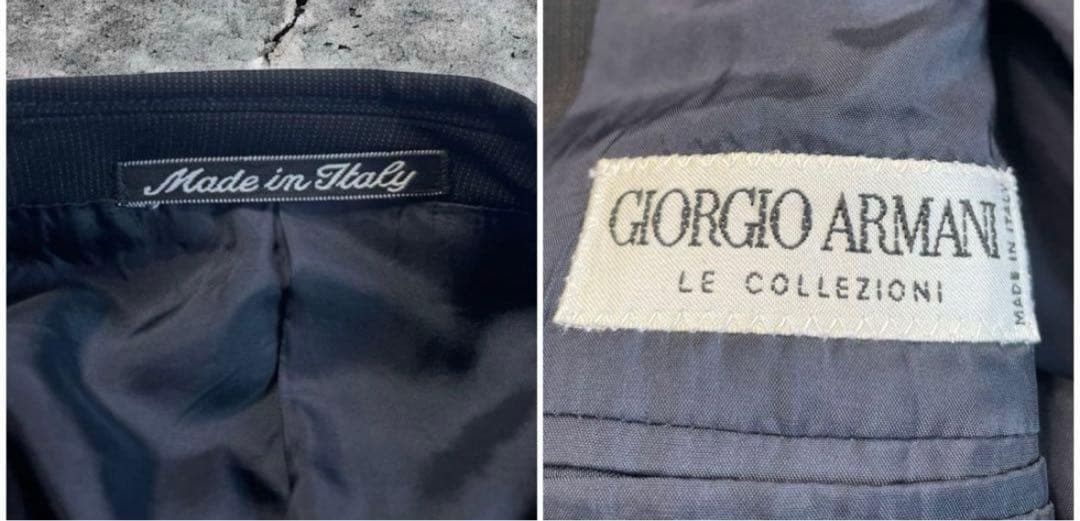 Made in Italy
GIORGIO ARMANI
LE COLLEZIONI
MADE IN ITALY